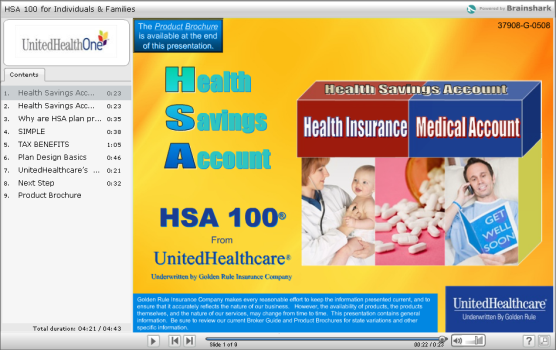 HSA 100 for Individuals & Families
Powered by Brainshark
UnitedHealthOne
Contents
1. Health Savings Acc... 0:23
2. Health Savings Acc... 0:23
3. Why are HSA plan pr... 0:35
4. SIMPLE 0:38
5. TAX BENEFITS 1:05
6. Plan Design Basics 0:46
7. UnitedHealthcare's ... 0:21
8. Next Step 0:32
9. Product Brochure
Total duration: 04:21 / 04:43
The Product Brochure
is available at the end
of this presentation.
37908-G-0508
Health
Savings
Account
HSA 100®
From
UnitedHealthcare®
Underwritten by Golden Rule Insurance Company
Health Savings Account
Health Insurance
Medical Account
GET
WELL
SOON
Golden Rule Insurance Company makes every reasonable effort to keep the information presented current, and to
ensure that it accurately reflects the nature of our business. However, the availability of products, the products
themselves, and the nature of our services, may change from time to time. This presentation contains general
information. Be sure to review our current Broker Guide and Product Brochures for state variations and other
specific information.
UnitedHealthcare®
Underwritten By Golden Rule
Slide 1 of 9
00:22 / 0:23
?